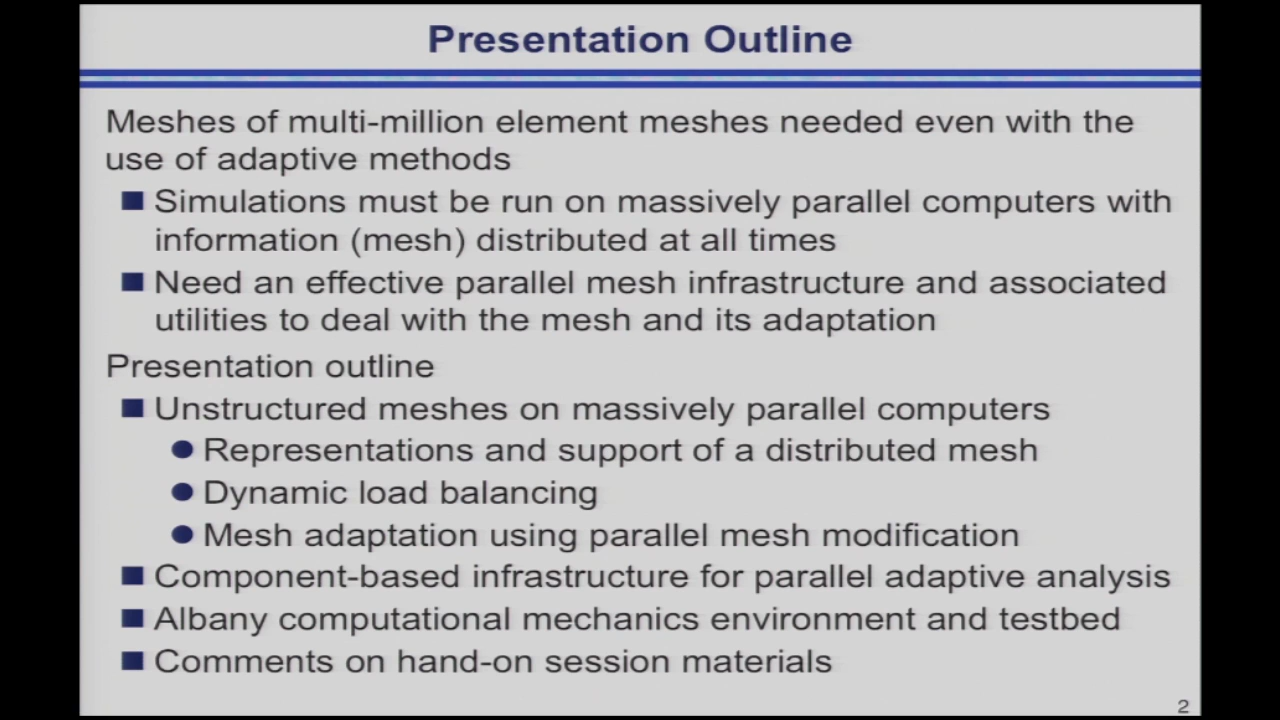 Presentation Outline
Meshes of multi-million element meshes needed even with the
use of adaptive methods
Simulations must be run on massively parallel computers with
information (mesh) distributed at all times
Need an effective parallel mesh infrastructure and associated
utilities to deal with the mesh and its adaptation
Presentation outline
Unstructured meshes on massively parallel computers
Representations and support of a distributed mesh
Dynamic load balancing
Mesh adaptation using parallel mesh modification
Component-based infrastructure for parallel adaptive analysis
Albany computational mechanics environment and testbed
Comments on hand-on session materials
2